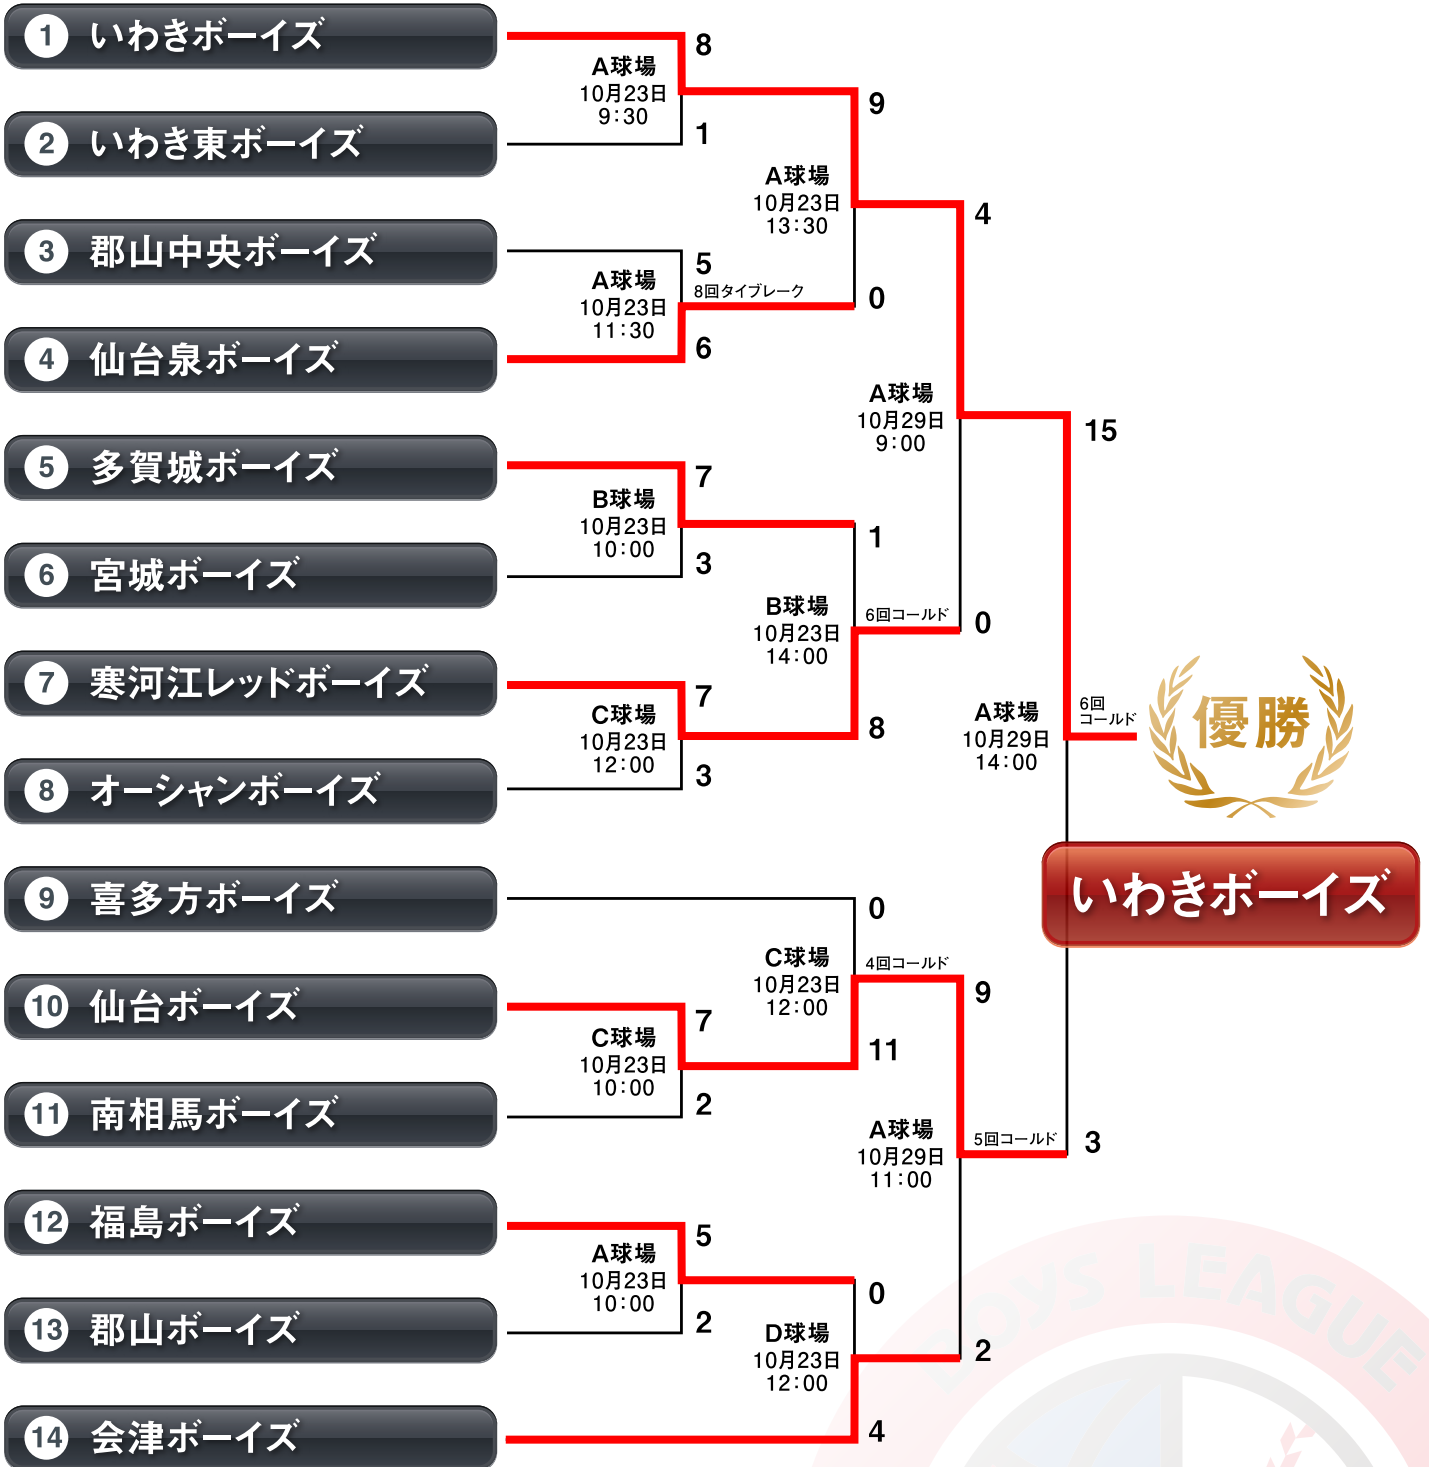 1 いわきボーイズ
8
A球場
10月23日
9:30
9
2 いわき東ボーイズ
1
A球場
10月23日
13:30
4
3 郡山中央ボーイズ
5
A球場
10月23日
11:30
8回タイブレーク
0
4 仙台泉ボーイズ
6
A球場
10月29日
9:00
15
5 多賀城ボーイズ
7
B球場
10月23日
10:00
1
6 宮城ボーイズ
3
B球場
10月23日
14:00
6回コールド
0
7 寒河江レッドボーイズ
7
C球場
10月23日
12:00
8
A球場
10月29日
14:00
6回
コールド
優勝
8 オーシャンボーイズ
3
いわきボーイズ
9 喜多方ボーイズ
0
C球場
10月23日
12:00
4回コールド
9
10 仙台ボーイズ
7
C球場
10月23日
10:00
11
11 南相馬ボーイズ
2
A球場
10月29日
11:00
5回コールド
3
12 福島ボーイズ
5
A球場
10月23日
10:00
0
13 郡山ボーイズ
2
D球場
10月23日
12:00
2
14 会津ボーイズ
4
BOYS LEAGUE